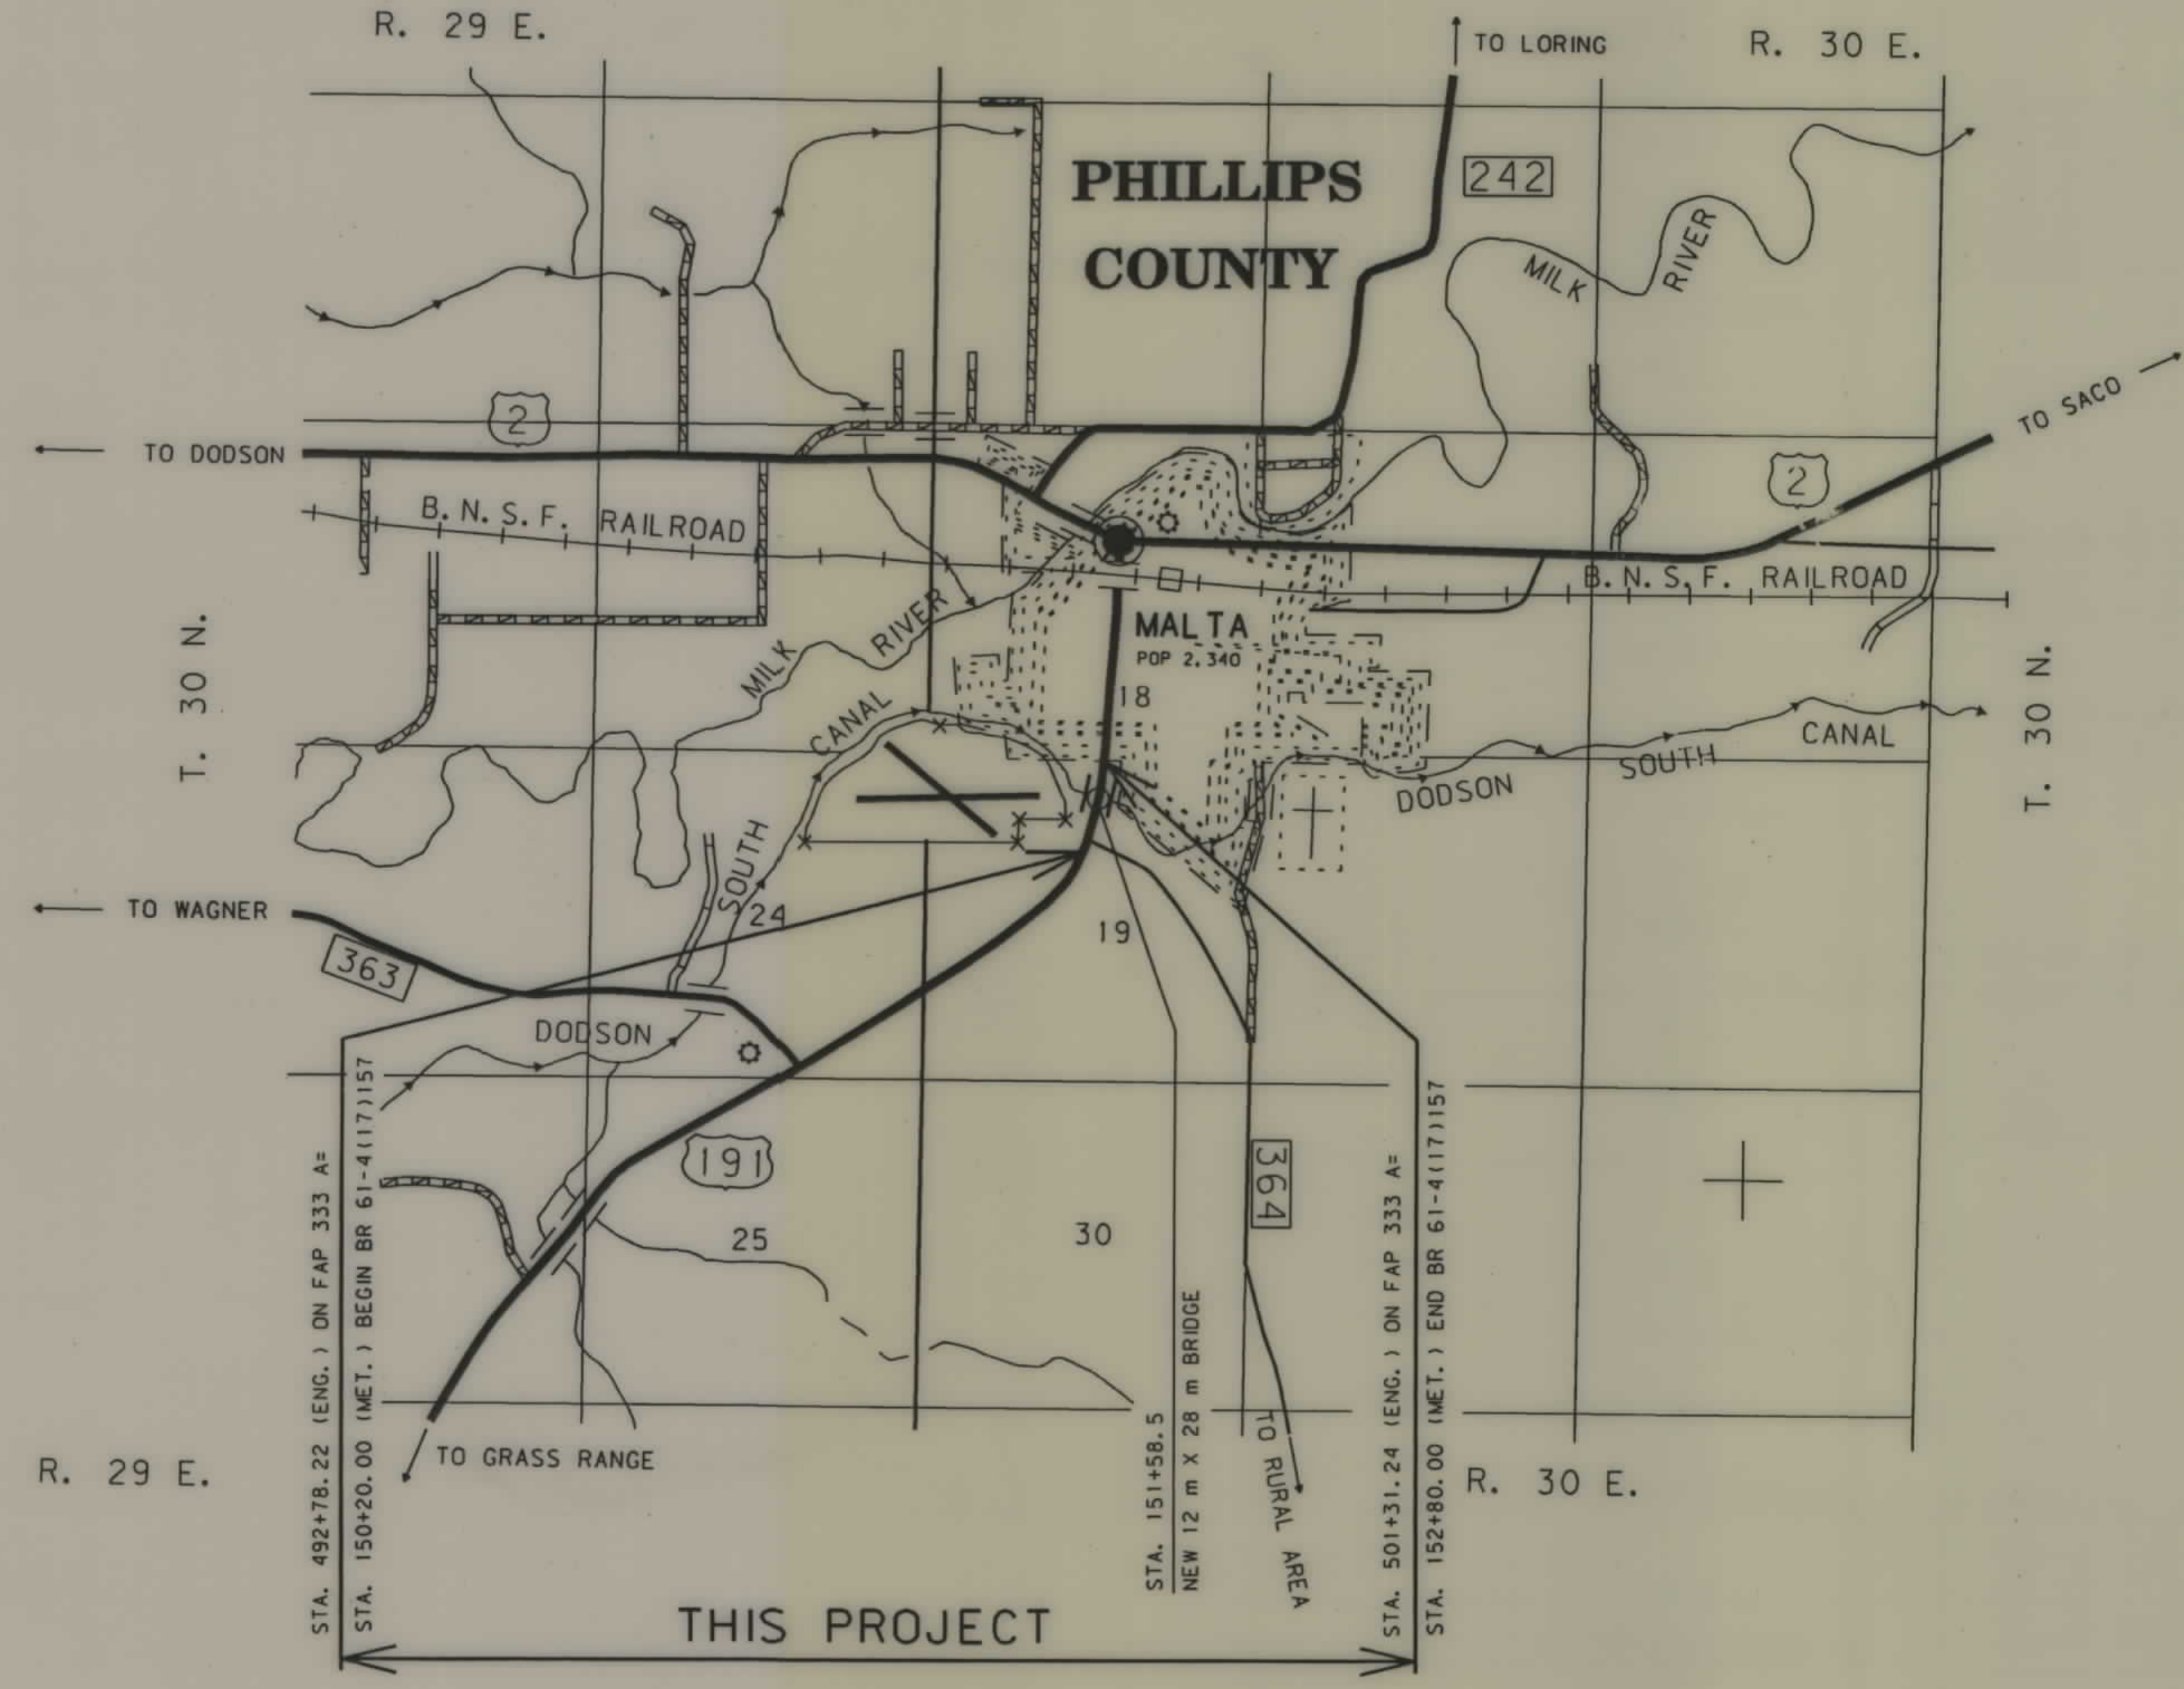 R. 29 E.
TO LORING
R. 30 E.
PHILLIPS
COUNTY
242
MILK RIVER
2
TO DODSON
TO SACO
2
B.N.S.F. RAILROAD
B.N.S.F. RAILROAD
T. 30 N.
MALTA
POP 2,340
MILK RIVER
18
T. 30 N.
CANAL
DODSON SOUTH CANAL
SOUTH
24
TO WAGNER
363
19
DODSON
191
364
25
30
TO GRASS RANGE
R. 29 E.
R. 30 E.
STA. 492+78.22 (ENG.) ON FAP 333 A=
STA. 150+20.00 (MET.) BEGIN BR 61-4(17)157
STA. 151+58.5
NEW 12 m X 28 m BRIDGE
TO RURAL AREA
STA. 501+31.24 (ENG.) ON FAP 333 A=
STA. 152+80.00 (MET.) END BR 61-4(17)157
THIS PROJECT